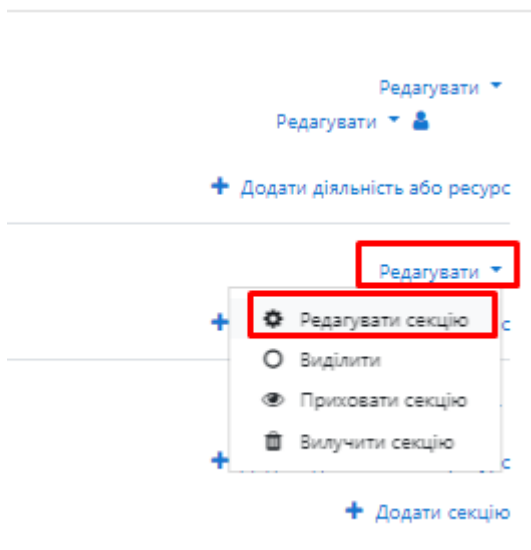 Редагувати
Редагувати
Додати діяльність або ресурс
Редагувати
Редагувати секцію
с
Виділити
Приховати секцію
Вилучити секцію
с
Додати секцію